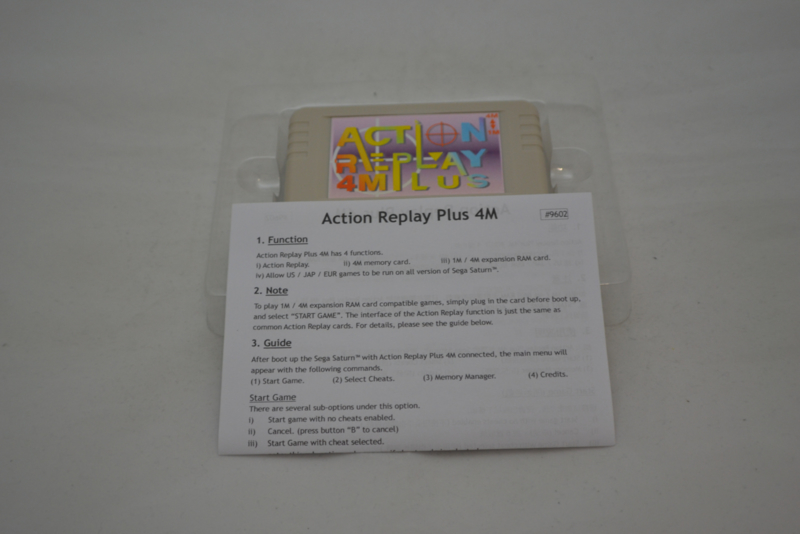 ACTION
REPLAY
4M PLUS
Action Replay Plus 4M
#9602
1. Function
Action Replay Plus 4M has 4 functions.
i) Action Replay. ii) 4M memory card. iii) 1M / 4M expansion RAM card.
iv) Allow US / JAP / EUR games to be run on all version of Sega Saturn™.
2. Note
To play 1M / 4M expansion RAM card compatible games, simply plug in the card before boot up,
and select "START GAME". The interface of the Action Replay function is just the same as
common Action Replay cards. For details, please see the guide below.
3. Guide
After boot up the Sega Saturn™ with Action Replay Plus 4M connected, the main menu will
appear with the following commands.
(1) Start Game. (2) Select Cheats. (3) Memory Manager. (4) Credits.
Start Game
There are several sub-options under this option.
i) Start game with no cheats enabled.
ii) Cancel. (press button "B" to cancel)
iii) Start Game with cheat selected.